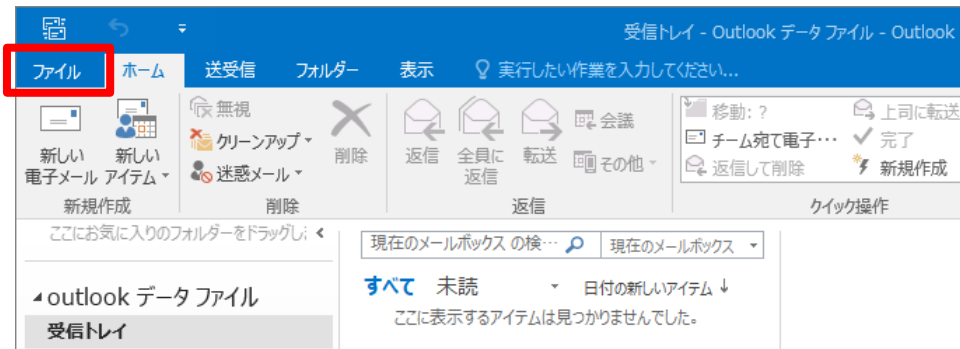 受信トレイ - Outlook データ ファイル - Outlook
ファイル ホーム 送受信 フォルダー 表示 実行したい作業を入力してください...
新しい 電子メール
新しい アイテム
新規作成
無視
クリーンアップ
迷惑メール
削除
削除
返信
全員に 返信
転送
会議
その他
返信
移動: ?
チーム宛て電子…
返信して削除
上司に転送
完了
新規作成
クイック操作
ここにお気に入りのフォルダーをドラッグし
outlook データ ファイル
受信トレイ
現在のメールボックス の検… 現在のメールボックス
すべて 未読 日付の新しいアイテム ↓
ここに表示するアイテムは見つかりませんでした。